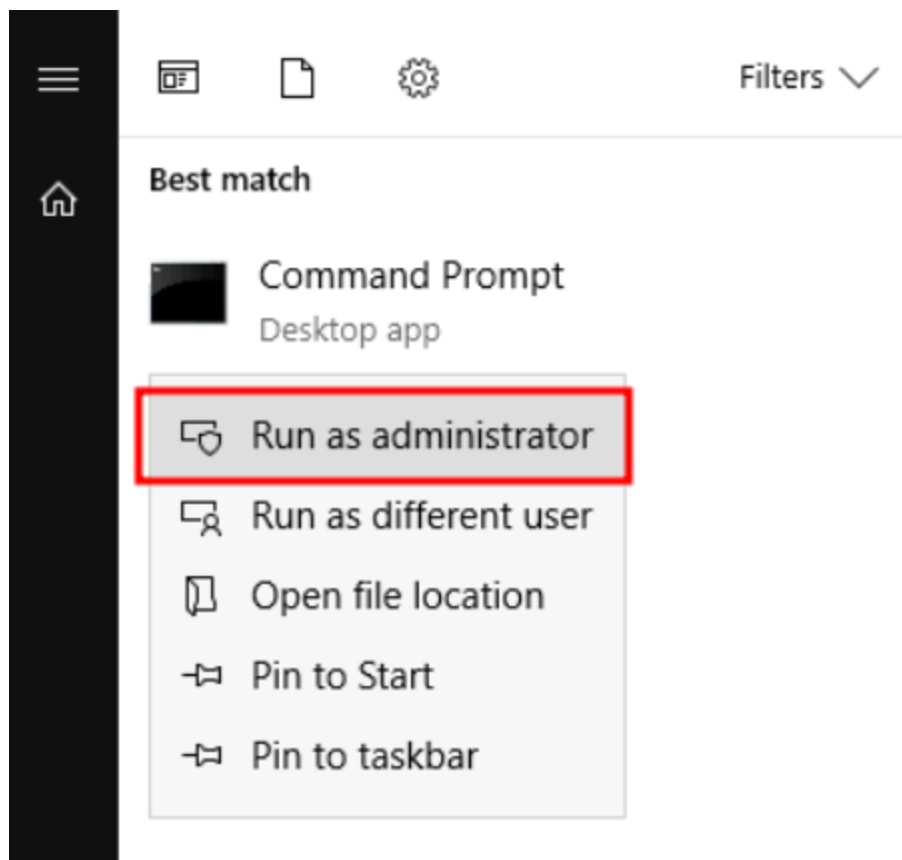 Filters
Best match
Command Prompt
Desktop app
Run as administrator
Run as different user
Open file location
Pin to Start
Pin to taskbar